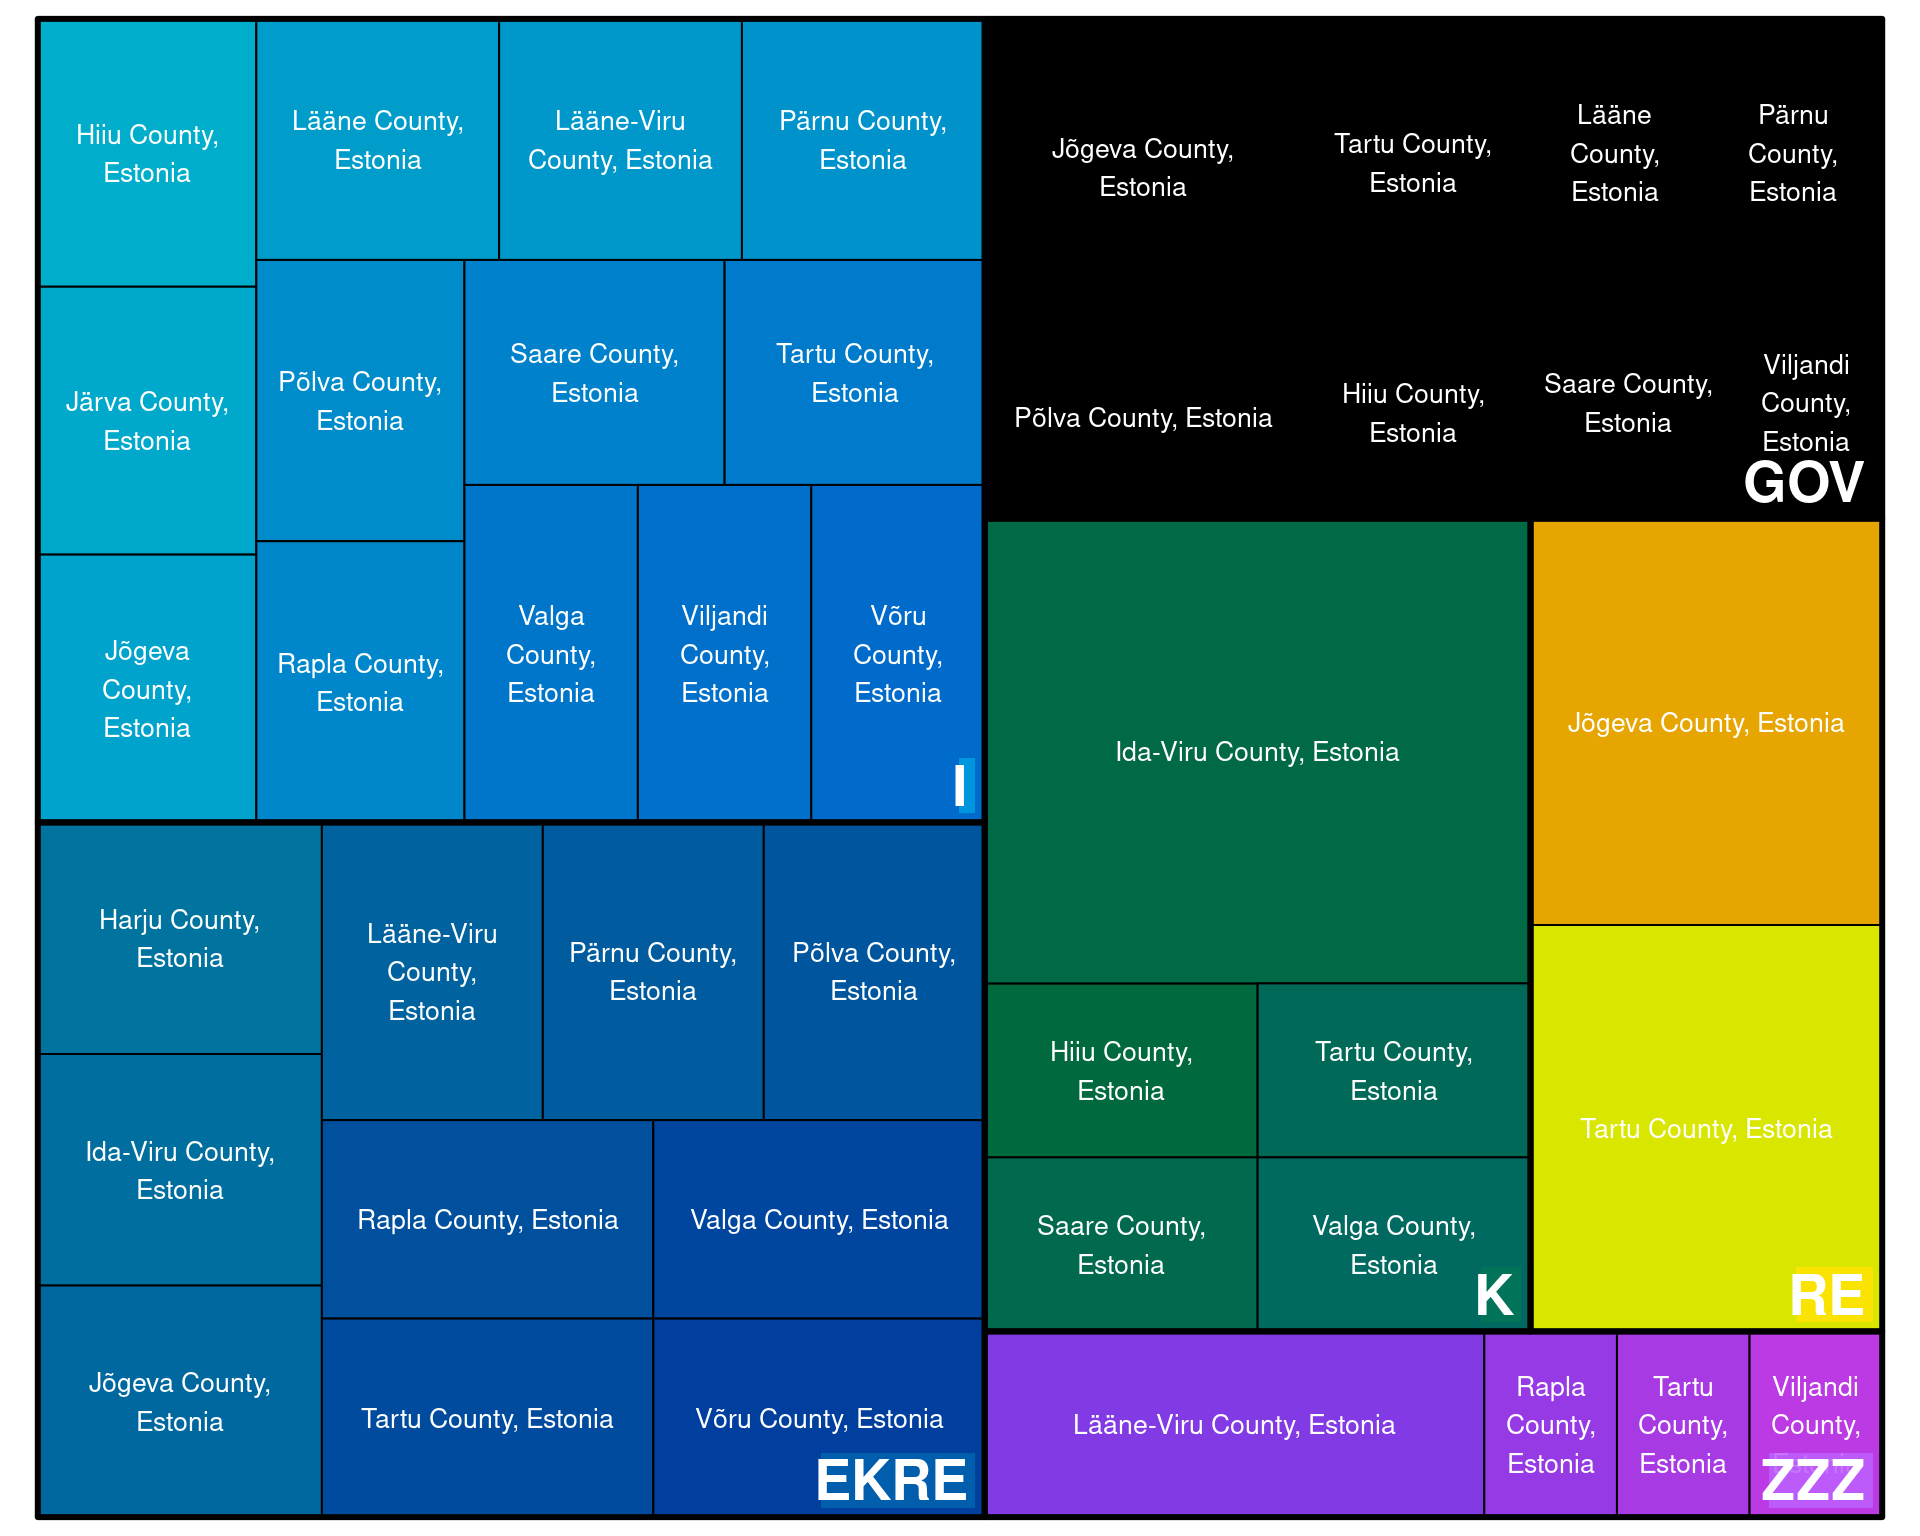 Hiiu County,
Estonia
Lääne County,
Estonia
Lääne-Viru
County, Estonia
Pärnu County,
Estonia
Järva County,
Estonia
Põlva County,
Estonia
Saare County,
Estonia
Tartu County,
Estonia
Jõgeva
County,
Estonia
Rapla County,
Estonia
Valga
County,
Estonia
Viljandi
County,
Estonia
Võru
County,
Estonia
I
Jõgeva County,
Estonia
Tartu County,
Estonia
Lääne
County,
Estonia
Pärnu
County,
Estonia
Põlva County, Estonia
Hiiu County,
Estonia
Saare County,
Estonia
Viljandi
County,
Estonia
GOV
Harju County,
Estonia
Lääne-Viru
County,
Estonia
Pärnu County,
Estonia
Põlva County,
Estonia
Ida-Viru County,
Estonia
Rapla County, Estonia
Valga County, Estonia
Jõgeva County,
Estonia
Tartu County, Estonia
Võru County, Estonia
EKRE
Ida-Viru County, Estonia
Hiiu County,
Estonia
Tartu County,
Estonia
Saare County,
Estonia
Valga County,
Estonia
K
Jõgeva County, Estonia
Tartu County, Estonia
RE
Lääne-Viru County, Estonia
Rapla
County,
Estonia
Tartu
County,
Estonia
Viljandi
County,
ZZZ